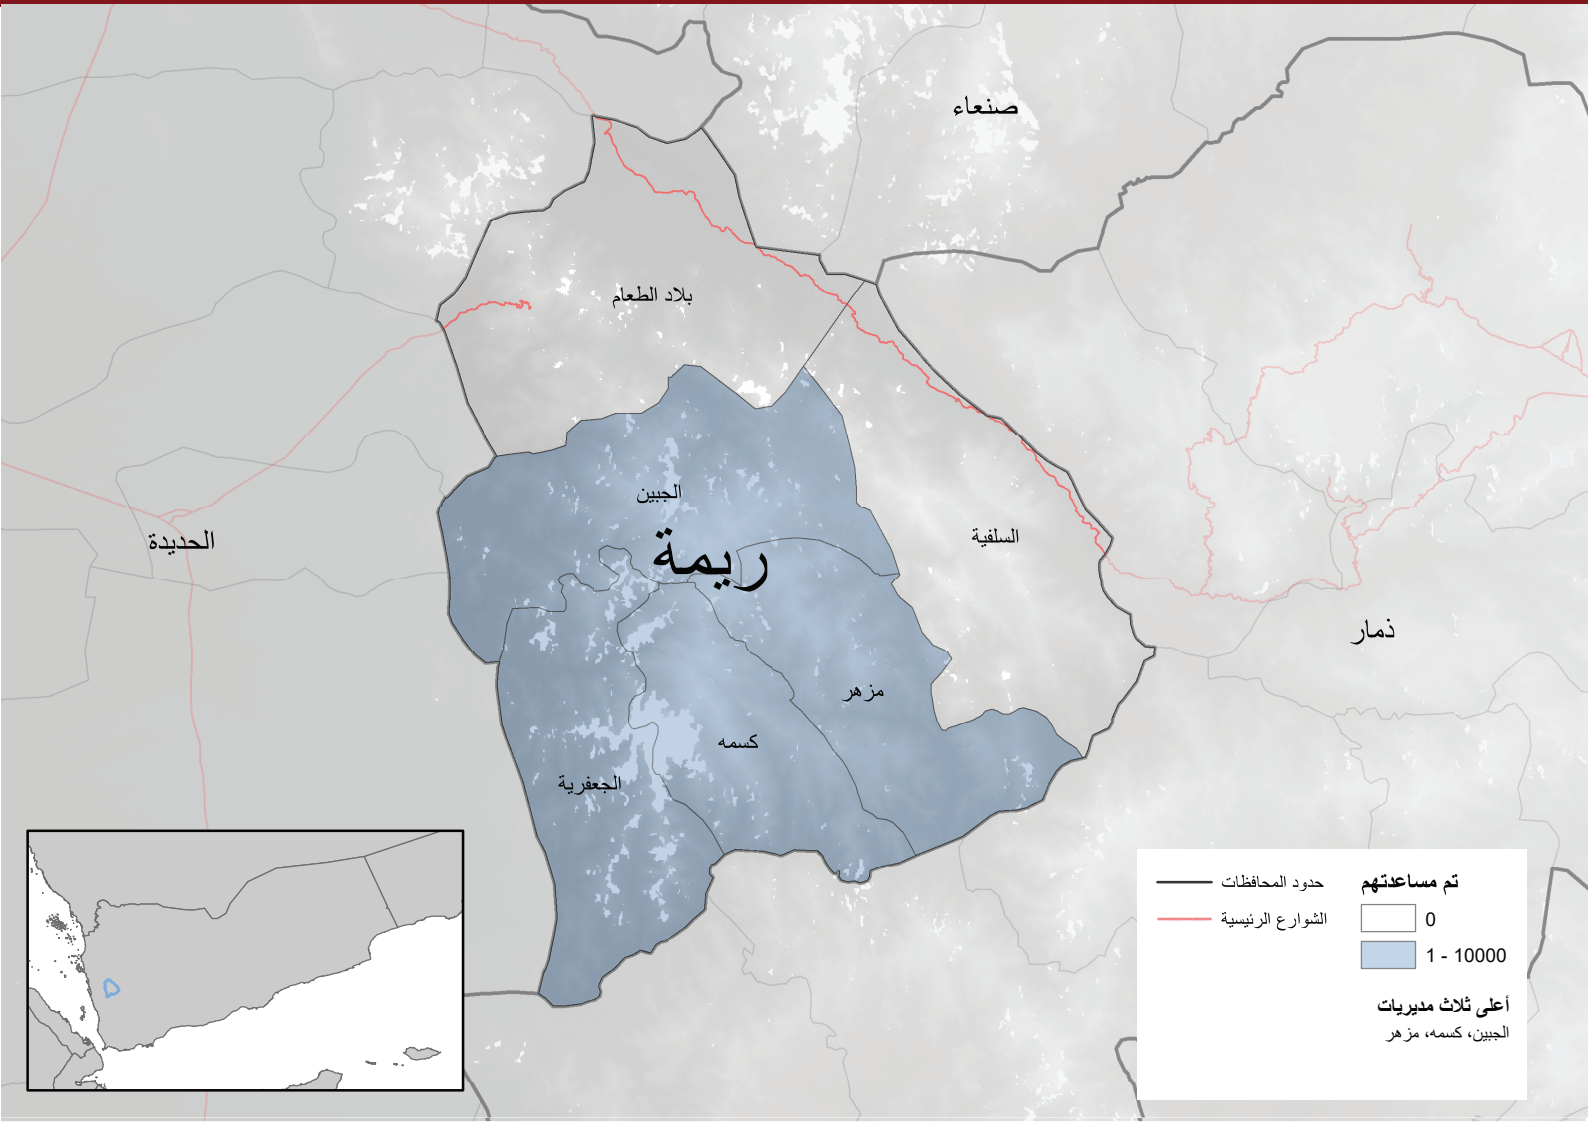 صنعاء
بلاد الطعام
الجبين
ريمة
السلفية
الحديدة
ذمار
مزهر
كسمه
الجعفرية
تم مساعدتهم
0
1 - 10000
حدود المحافظات
الشوارع الرئيسية
أعلى ثلاث مديريات
الجبين، كسمه، مزهر